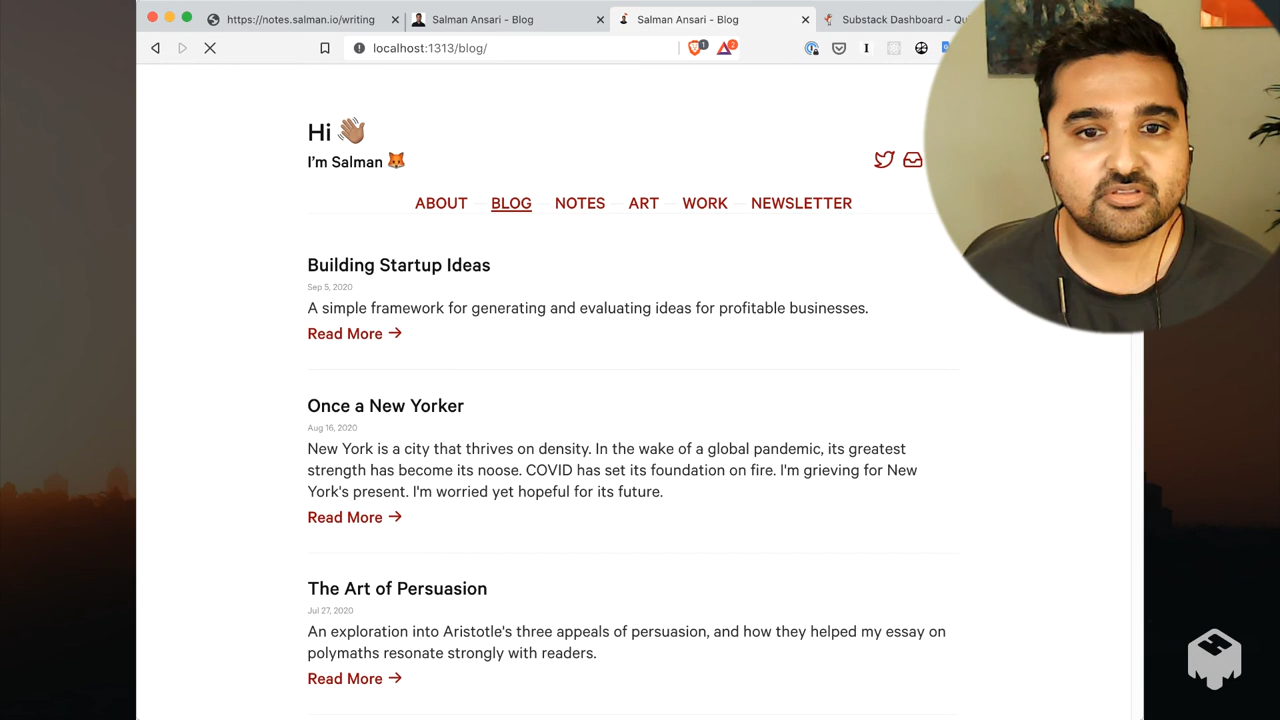 https://notes.salman.io/writing
Salman Ansari - Blog
Salman Ansari - Blog
Substack Dashboard - Qu
localhost:1313/blog/
1
2
I
Hi 👋🏽
I'm Salman 🦊
ABOUT BLOG NOTES ART WORK NEWSLETTER
Building Startup Ideas
Sep 5, 2020
A simple framework for generating and evaluating ideas for profitable businesses.
Read More →
Once a New Yorker
Aug 16, 2020
New York is a city that thrives on density. In the wake of a global pandemic, its greatest
strength has become its noose. COVID has set its foundation on fire. I'm grieving for New
York's present. I'm worried yet hopeful for its future.
Read More →
The Art of Persuasion
Jul 27, 2020
An exploration into Aristotle's three appeals of persuasion, and how they helped my essay on
polymaths resonate strongly with readers.
Read More →